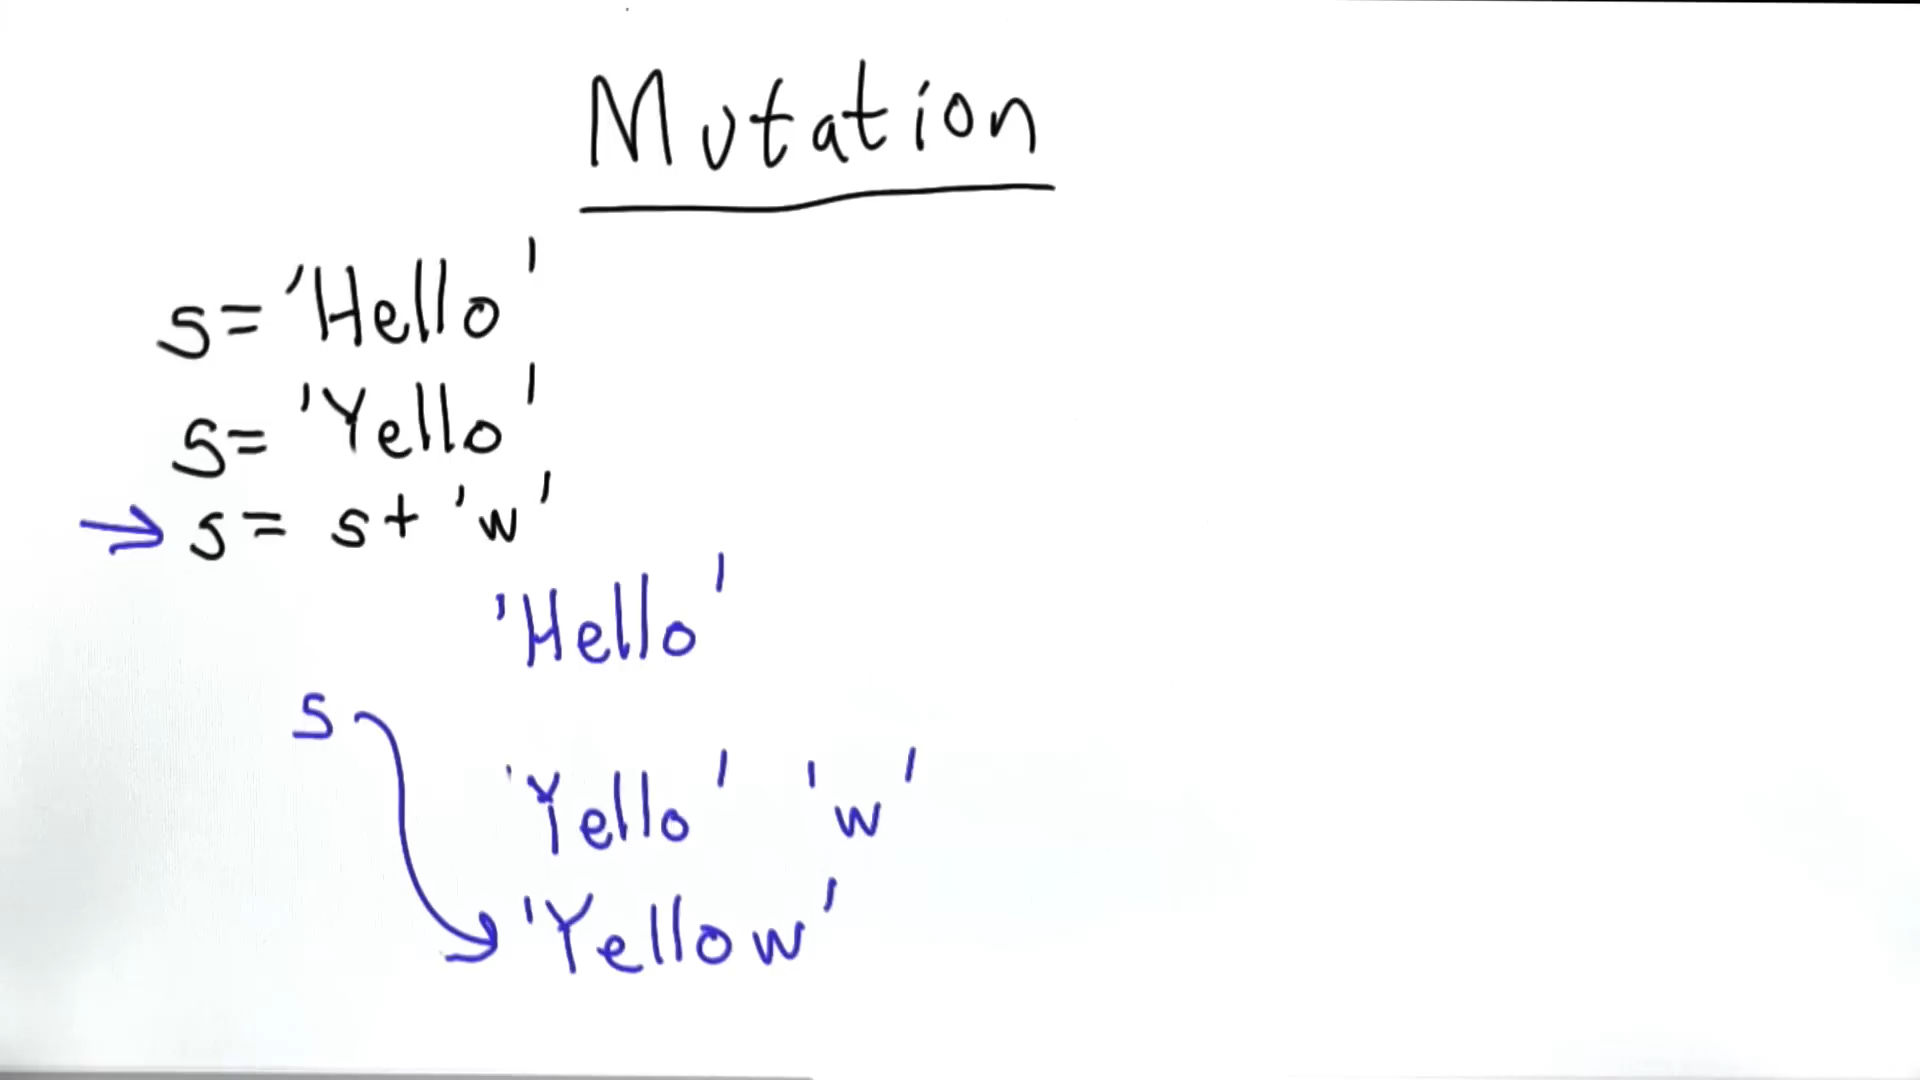 Mutation
s= 'Hello'
s= 'Yello'
→ s= s+ 'w'
'Hello'
s
'Yello' 'w'
'Yellow'